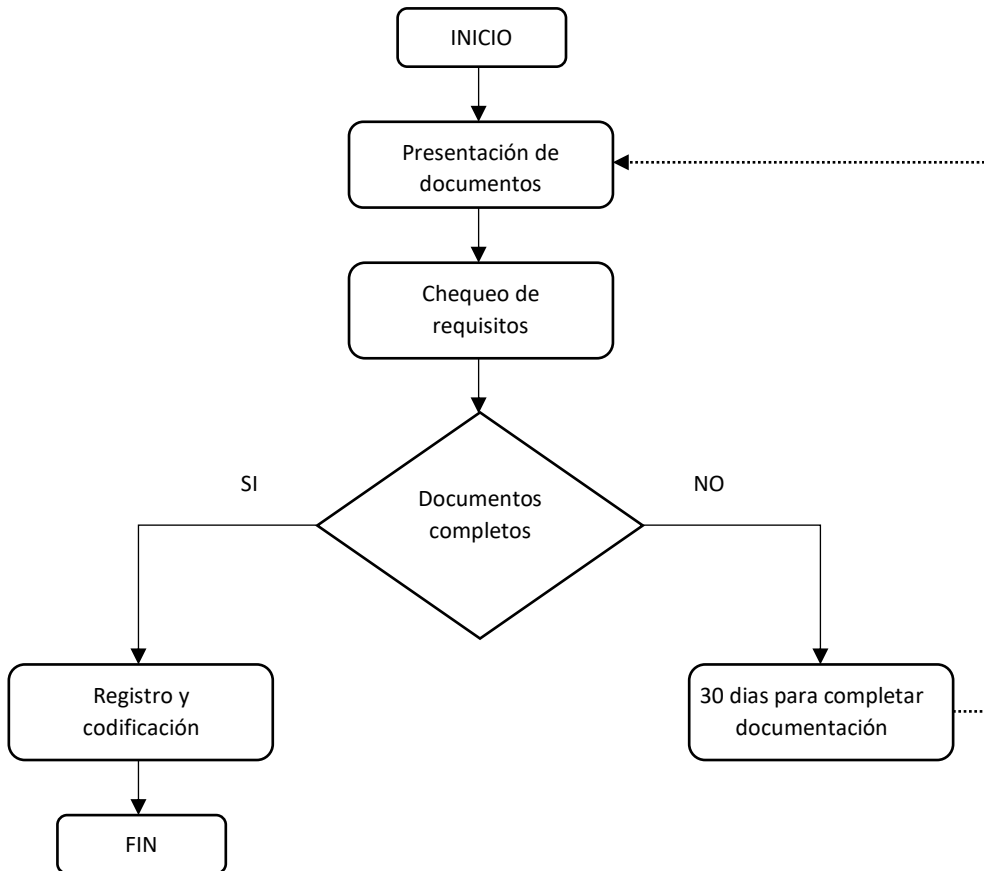 INICIO
Presentación de
documentos
Chequeo de
requisitos
SI
NO
Documentos
completos
Registro y
codificación
30 dias para completar
documentación
FIN